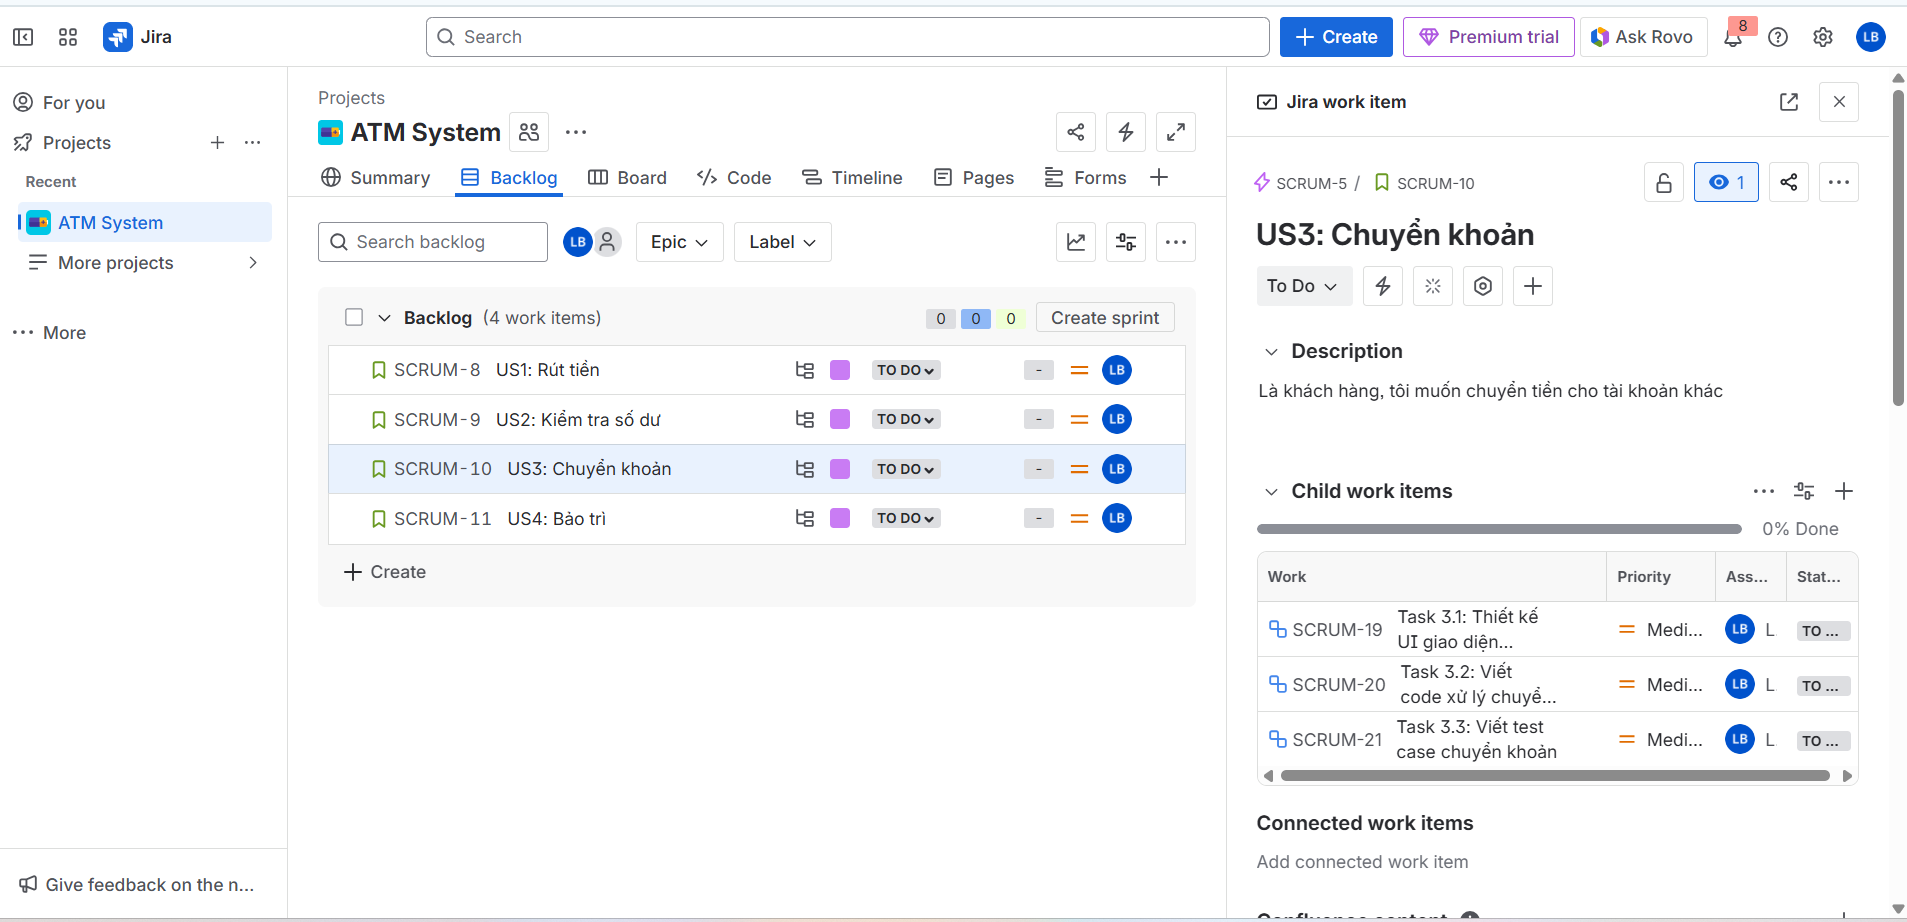 Jira
Search
Create
Premium trial
Ask Rovo
8
LB
For you
Projects
Recent
ATM System
More projects
More
Give feedback on the n...
Projects
ATM System
Summary
Backlog
Board
Code
Timeline
Pages
Forms
Search backlog
LB
Epic
Label
Backlog (4 work items)
0 0 0
Create sprint
SCRUM-8 US1: Rút tiền TO DO - LB
SCRUM-9 US2: Kiểm tra số dư TO DO - LB
SCRUM-10 US3: Chuyển khoản TO DO - LB
SCRUM-11 US4: Bảo trì TO DO - LB
Create
Jira work item
SCRUM-5 / SCRUM-10
1
US3: Chuyển khoản
To Do
Description
Là khách hàng, tôi muốn chuyển tiền cho tài khoản khác
Child work items
0% Done
Work Priority Ass... Stat...
SCRUM-19 Task 3.1: Thiết kế
UI giao diện...
Medi... LB L. TO ...
SCRUM-20 Task 3.2: Viết
code xử lý chuyể...
Medi... LB L. TO ...
SCRUM-21 Task 3.3: Viết test
case chuyển khoản
Medi... LB L. TO ...
Connected work items
Add connected work item
Confluence content